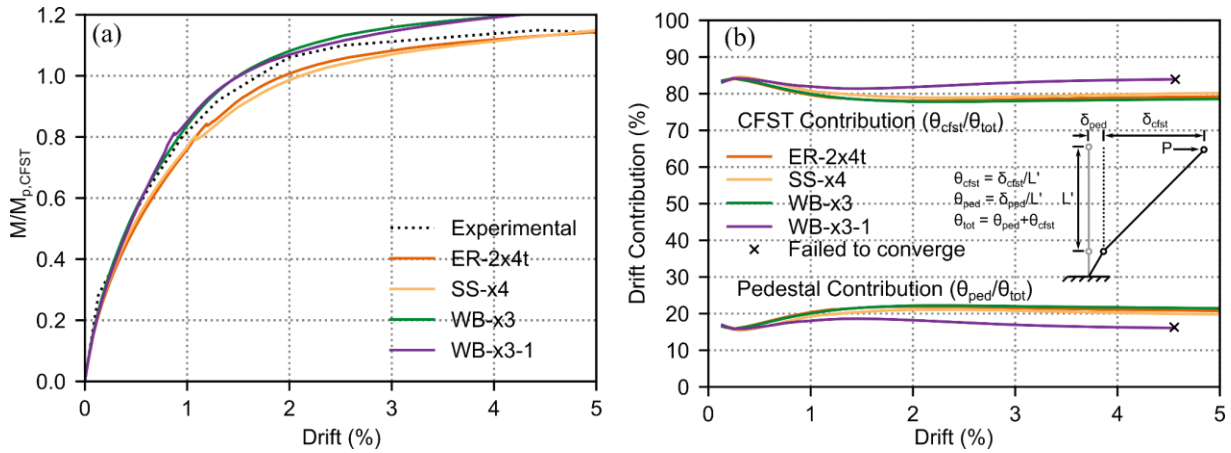 (a)
1.2
1.0
0.8
0.6
0.4
0.2
0.0
M/Mp,CFST
Experimental
ER-2x4t
SS-x4
WB-x3
WB-x3-1
0 1 2 3 4 5
Drift (%)
(b)
100
90
80
70
60
50
40
30
20
10
0
Drift Contribution (%)
CFST Contribution (θcfst/θtot)
ER-2x4t
SS-x4
WB-x3
WB-x3-1
Failed to converge
δped δcfst
P
θcfst = δcfst/L'
θped = δped/L' L'
θtot = θped+θcfst
Pedestal Contribution (θped/θtot)
0 1 2 3 4 5
Drift (%)